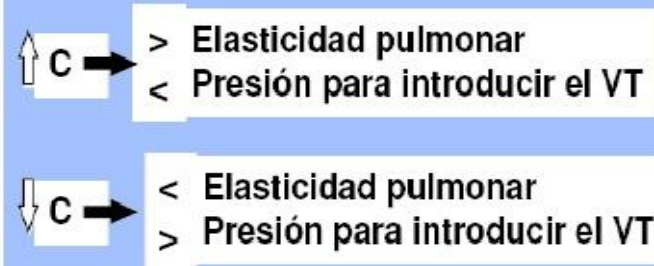 C > Elasticidad pulmonar
< Presión para introducir el VT
C < Elasticidad pulmonar
> Presión para introducir el VT